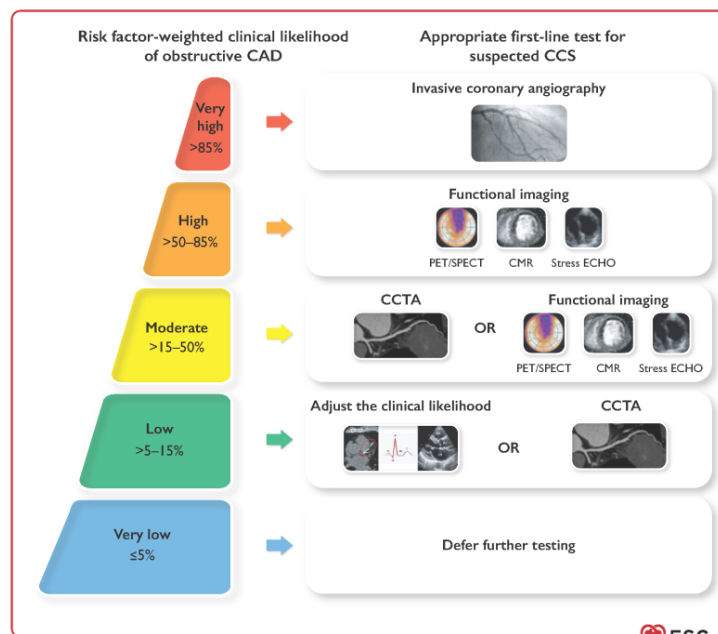 Risk factor-weighted clinical likelihood
of obstructive CAD
Appropriate first-line test for
suspected CCS
Very
high
>85%
Invasive coronary angiography
High
>50–85%
Functional imaging
PET/SPECT
CMR
Stress ECHO
Moderate
>15–50%
CCTA
OR
Functional imaging
PET/SPECT
CMR
Stress ECHO
Low
>5–15%
Adjust the clinical likelihood
OR
CCTA
Very low
≤5%
Defer further testing